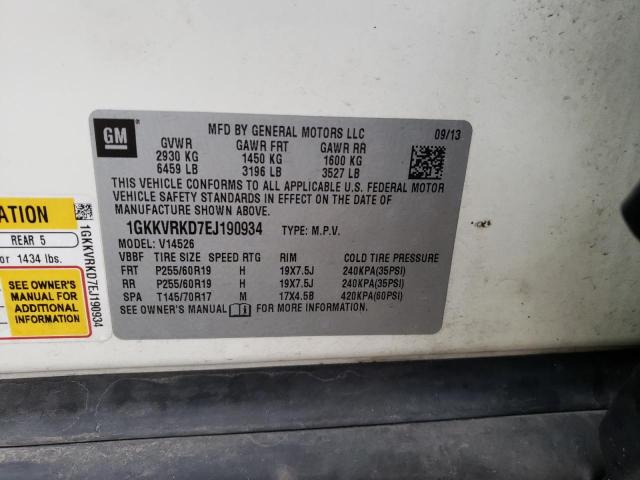 GM
MFD BY GENERAL MOTORS LLC 09/13
GVWR GAWR FRT GAWR RR
2930 KG 1450 KG 1600 KG
6459 LB 3196 LB 3527 LB
THIS VEHICLE CONFORMS TO ALL APPLICABLE U.S. FEDERAL MOTOR
VEHICLE SAFETY STANDARDS IN EFFECT ON THE DATE OF
MANUFACTURE SHOWN ABOVE.
1GKKVRKD7EJ190934 TYPE: M.P.V.
MODEL: V14526
VBBF TIRE SIZE SPEED RTG RIM COLD TIRE PRESSURE
FRT P255/60R19 H 19X7.5J 240KPA(35PSI)
RR P255/60R19 H 19X7.5J 240KPA(35PSI)
SPA T145/70R17 M 17X4.5B 420KPA(60PSI)
SEE OWNER'S MANUAL FOR MORE INFORMATION.
ATION
REAR 5
or 1434 lbs.
SEE OWNER'S
MANUAL FOR
ADDITIONAL
INFORMATION
1GKKVRKD7EJ190934